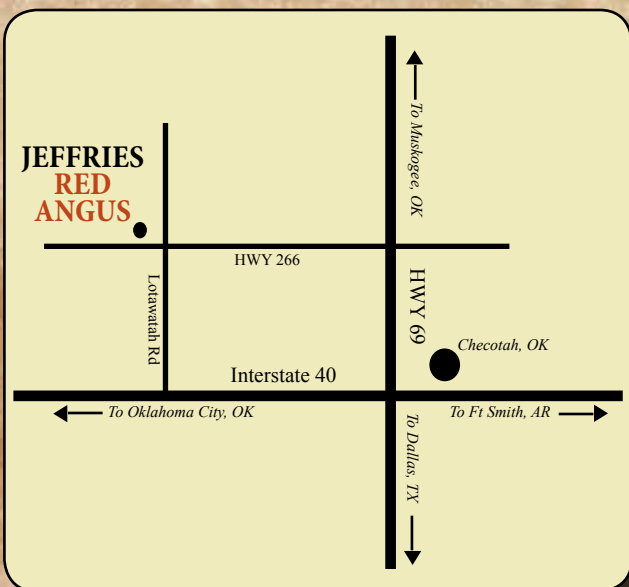 To Muskogee, OK
JEFFRIES
RED
ANGUS
HWY 266
Lotawatah Rd
HWY 69
Checotah, OK
Interstate 40
To Oklahoma City, OK
To Ft Smith, AR
To Dallas, TX